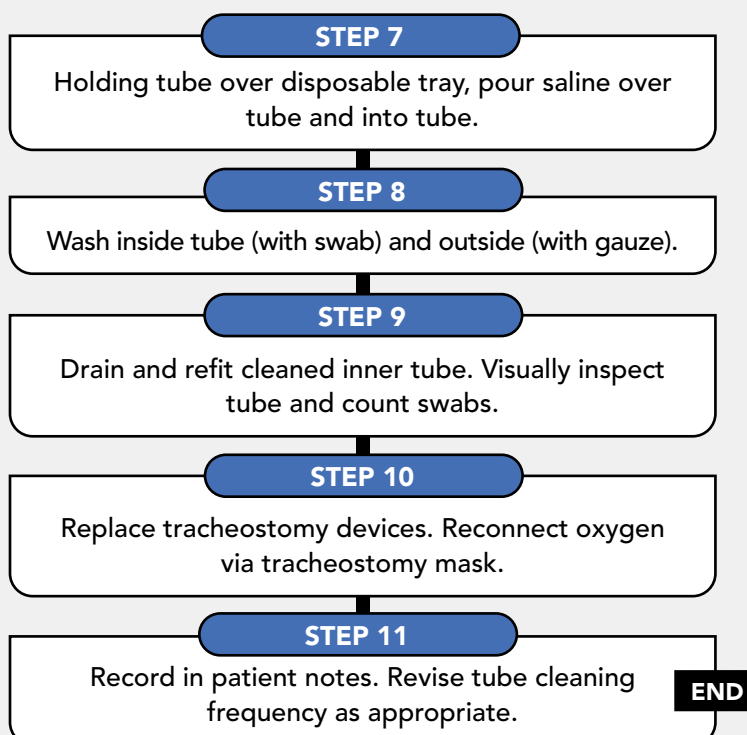 STEP 7
Holding tube over disposable tray, pour saline over
tube and into tube.
STEP 8
Wash inside tube (with swab) and outside (with gauze).
STEP 9
Drain and refit cleaned inner tube. Visually inspect
tube and count swabs.
STEP 10
Replace tracheostomy devices. Reconnect oxygen
via tracheostomy mask.
STEP 11
Record in patient notes. Revise tube cleaning
frequency as appropriate.
END